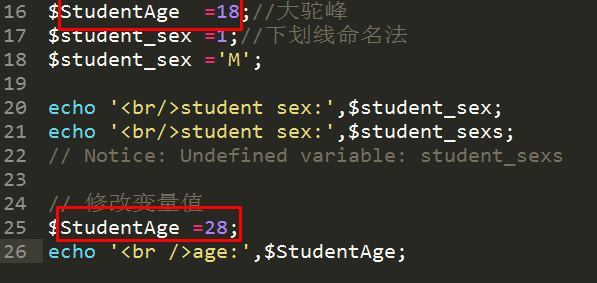 16 $StudentAge =18;//大驼峰
17 $student_sex =1;//下划线命名法
18 $student_sex ='M';
19
20 echo '<br/>student sex:',$student_sex;
21 echo '<br/>student sex:',$student_sexs;
22 // Notice: Undefined variable: student_sexs
23
24 // 修改变量值
25 $StudentAge =28;
26 echo '<br />age:',$StudentAge;